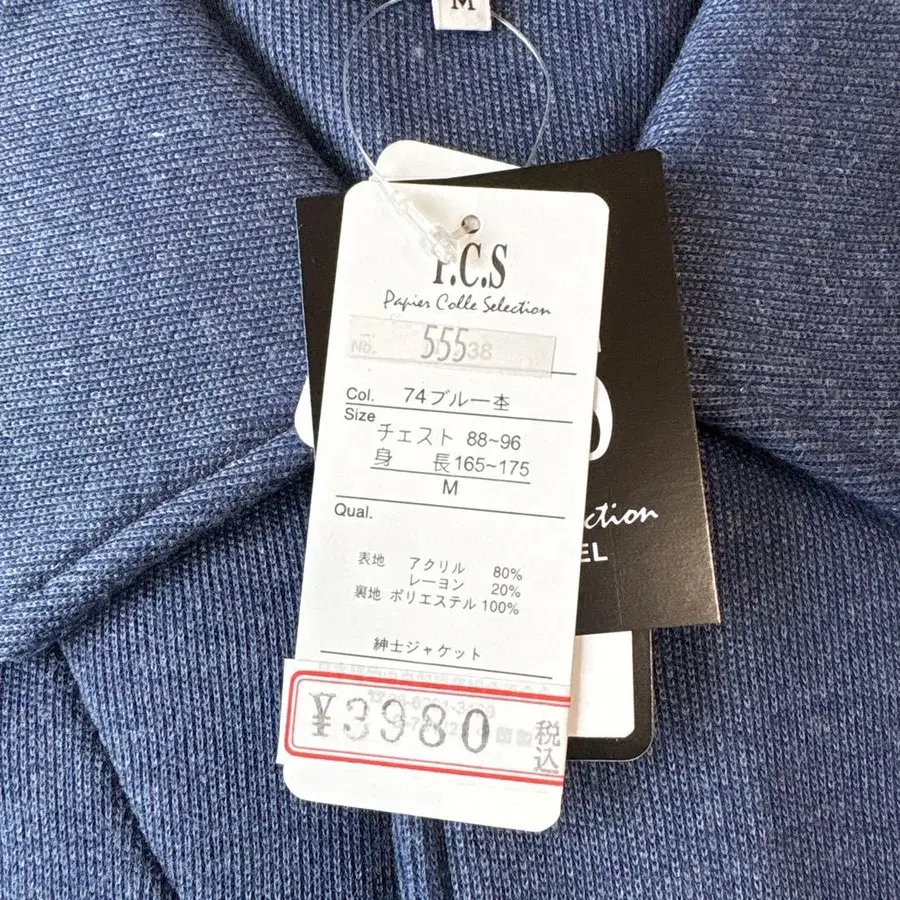 M
P.C.S
Papier Colle Selection
No. 55538
Col. 74ブルー杢
Size
チェスト 88~96
身 長165~175
M
Qual.
表地 アクリル 80%
レーヨン 20%
裏地 ポリエステル 100%
紳士ジャケット
¥3980 税込
ction
EL